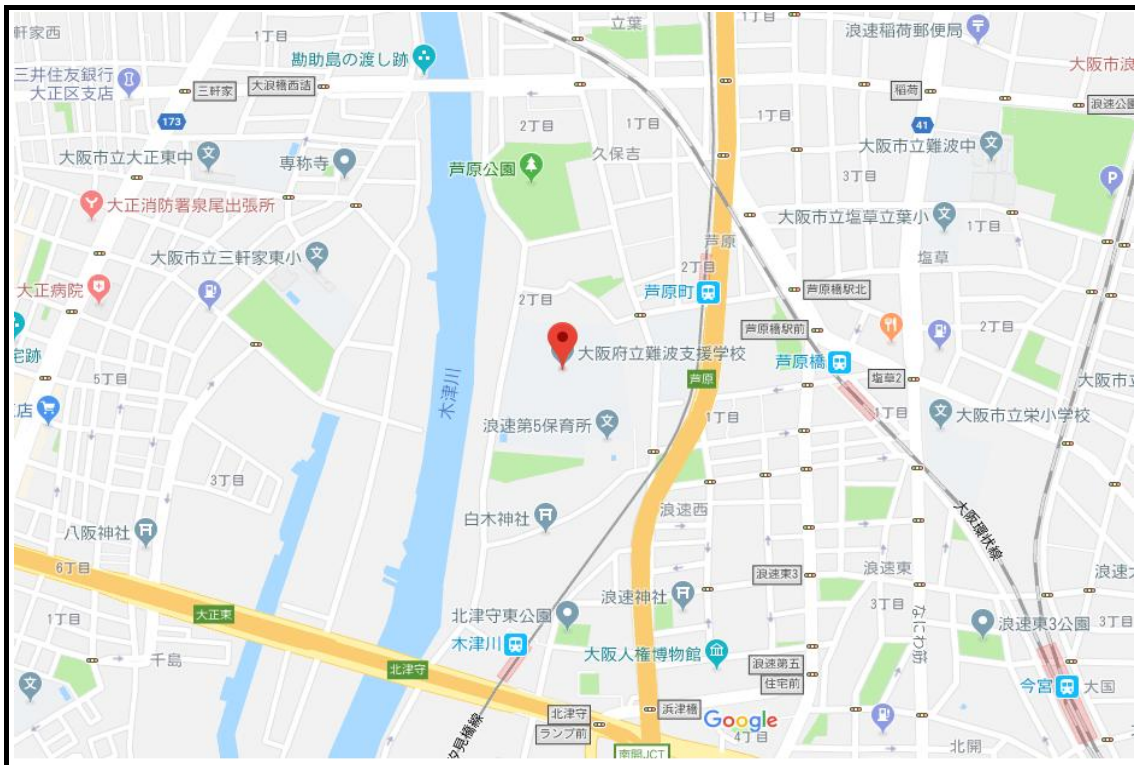 軒家西
1丁目
立葉
1丁目
浪速稲荷郵便局
勘助島の渡し跡
三井住友銀行
大正区支店
三軒家
大浪橋西詰
大阪市浪
稲荷
浪速公園
173
2丁目
1丁目
1丁目
41
大阪市立難波中
大阪市立大正東中
専称寺
芦原公園
久保吉
3丁目
P
大正消防署泉尾出張所
大阪市立塩草立葉小
1丁目
大阪市立三軒家東小
芦原
塩草
2丁目
大正病院
2丁目
芦原町
芦原橋駅北
芦原橋駅前
2丁目
宅跡
大阪府立難波支援学校
芦原橋
5丁目
木津川
芦原
塩草2
大阪市立
店
1丁目
1丁目
大阪市立栄小学校
浪速第5保育所
3丁目
白木神社
浪速西
八阪神社
大阪環状線
6丁目
浪速東3
浪速東
浪速大
1丁目
大正東
北津守東公園
浪速神社
3丁目
なにわ筋
浪速東3公園
3丁目
木津川
大阪人権博物館
千島
北津守
浪速第五
住宅前
今宮
大国
汐見橋線
北津守
ランプ前
浜津橋
Google
4丁目
北開
南開JCT